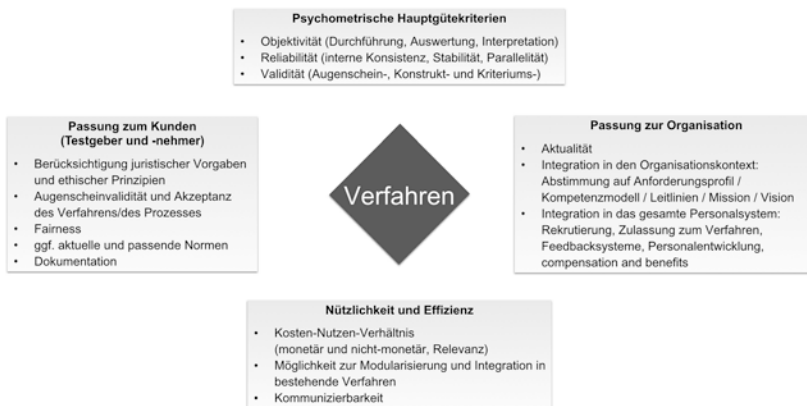 Psychometrische Hauptgütekriterien
• Objektivität (Durchführung, Auswertung, Interpretation)
• Reliabilität (interne Konsistenz, Stabilität, Parallelität)
• Validität (Augenschein-, Konstrukt- und Kriteriums-)
Passung zum Kunden
(Testgeber und -nehmer)
• Berücksichtigung juristischer Vorgaben
und ethischer Prinzipien
• Augenscheinvalidität und Akzeptanz
des Verfahrens/des Prozesses
• Fairness
• ggf. aktuelle und passende Normen
• Dokumentation
Verfahren
Passung zur Organisation
• Aktualität
• Integration in den Organisationskontext:
Abstimmung auf Anforderungsprofil /
Kompetenzmodell / Leitlinien / Mission / Vision
• Integration in das gesamte Personalsystem:
Rekrutierung, Zulassung zum Verfahren,
Feedbacksysteme, Personalentwicklung,
compensation and benefits
Nützlichkeit und Effizienz
• Kosten-Nutzen-Verhältnis
(monetär und nicht-monetär, Relevanz)
• Möglichkeit zur Modularisierung und Integration in
bestehende Verfahren
• Kommunizierbarkeit